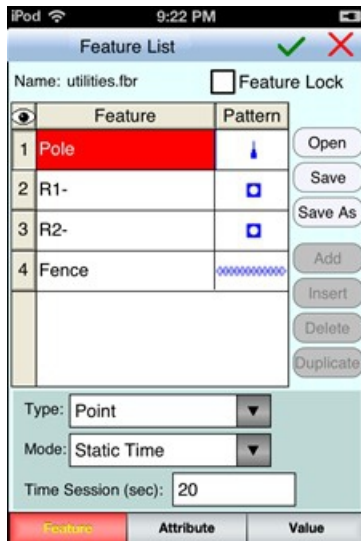 iPod 9:22 PM
Feature List
Name: utilities.fbr Feature Lock
Feature Pattern
1 Pole
2 R1-
3 R2-
4 Fence
Open
Save
Save As
Add
Insert
Delete
Duplicate
Type: Point
Mode: Static Time
Time Session (sec): 20
Feature Attribute Value